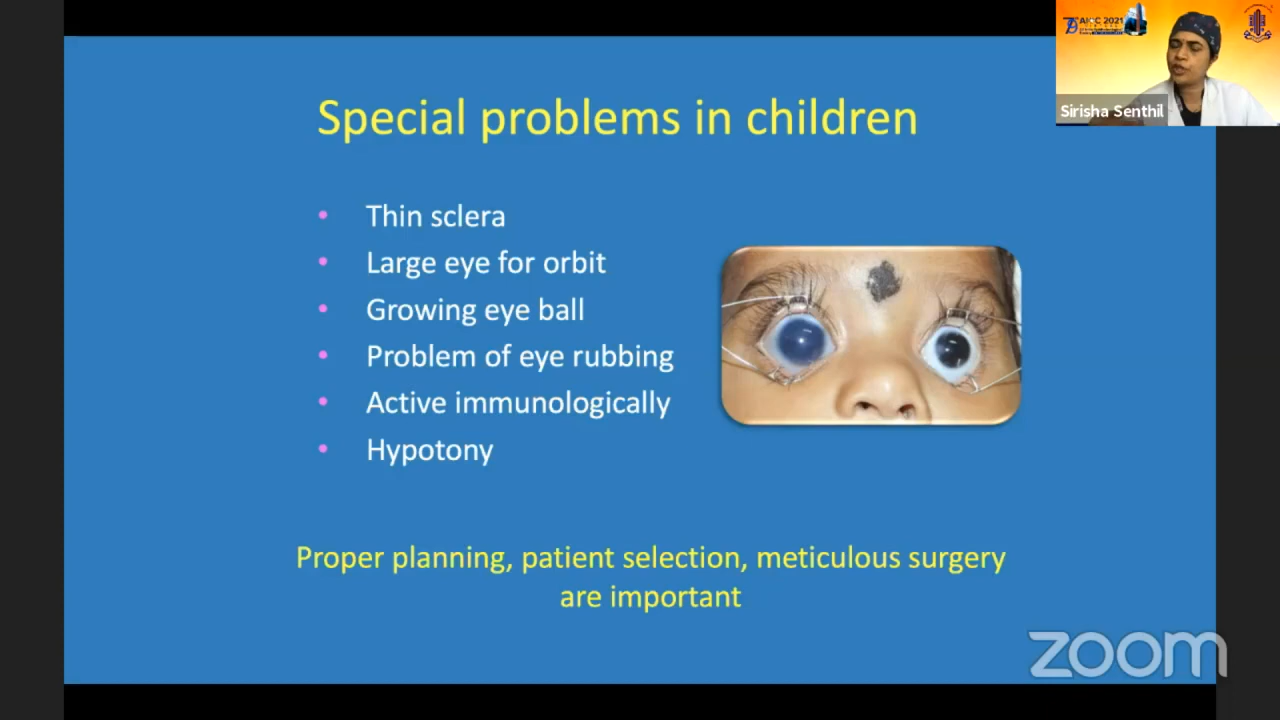 Special problems in children
• Thin sclera
• Large eye for orbit
• Growing eye ball
• Problem of eye rubbing
• Active immunologically
• Hypotony
Proper planning, patient selection, meticulous surgery
are important
AIOC 2021
Sirisha Senthil
zoom